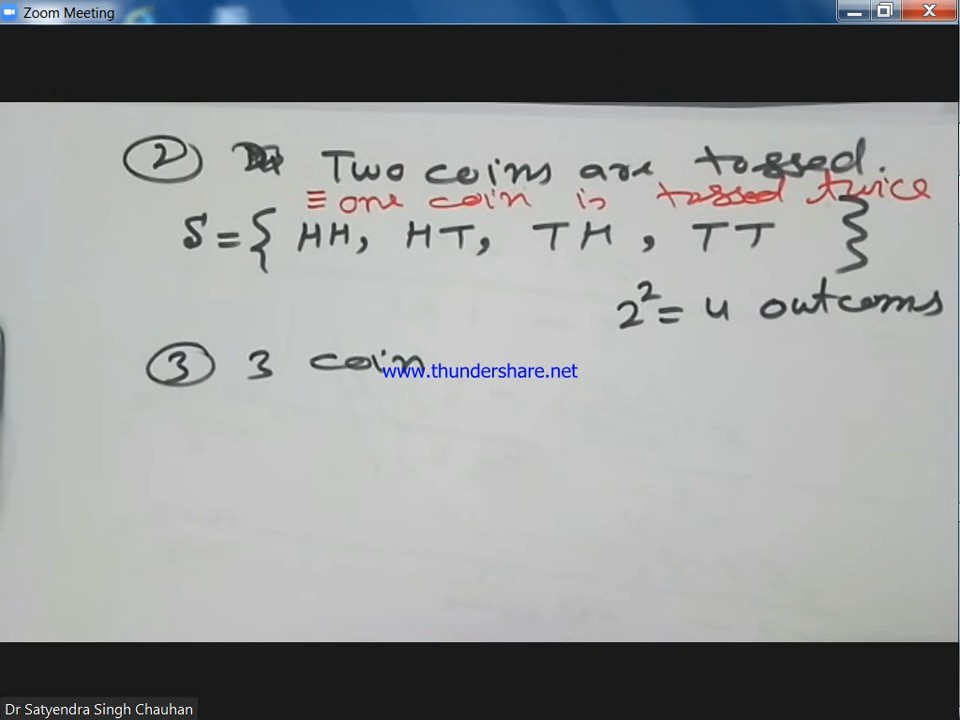 Zoom Meeting
② Two coins are tossed.
≡ one coin is tossed twice
S = { HH, HT, TH, TT }
2² = 4 outcoms
③ 3 coin
www.thundershare.net
Dr Satyendra Singh Chauhan